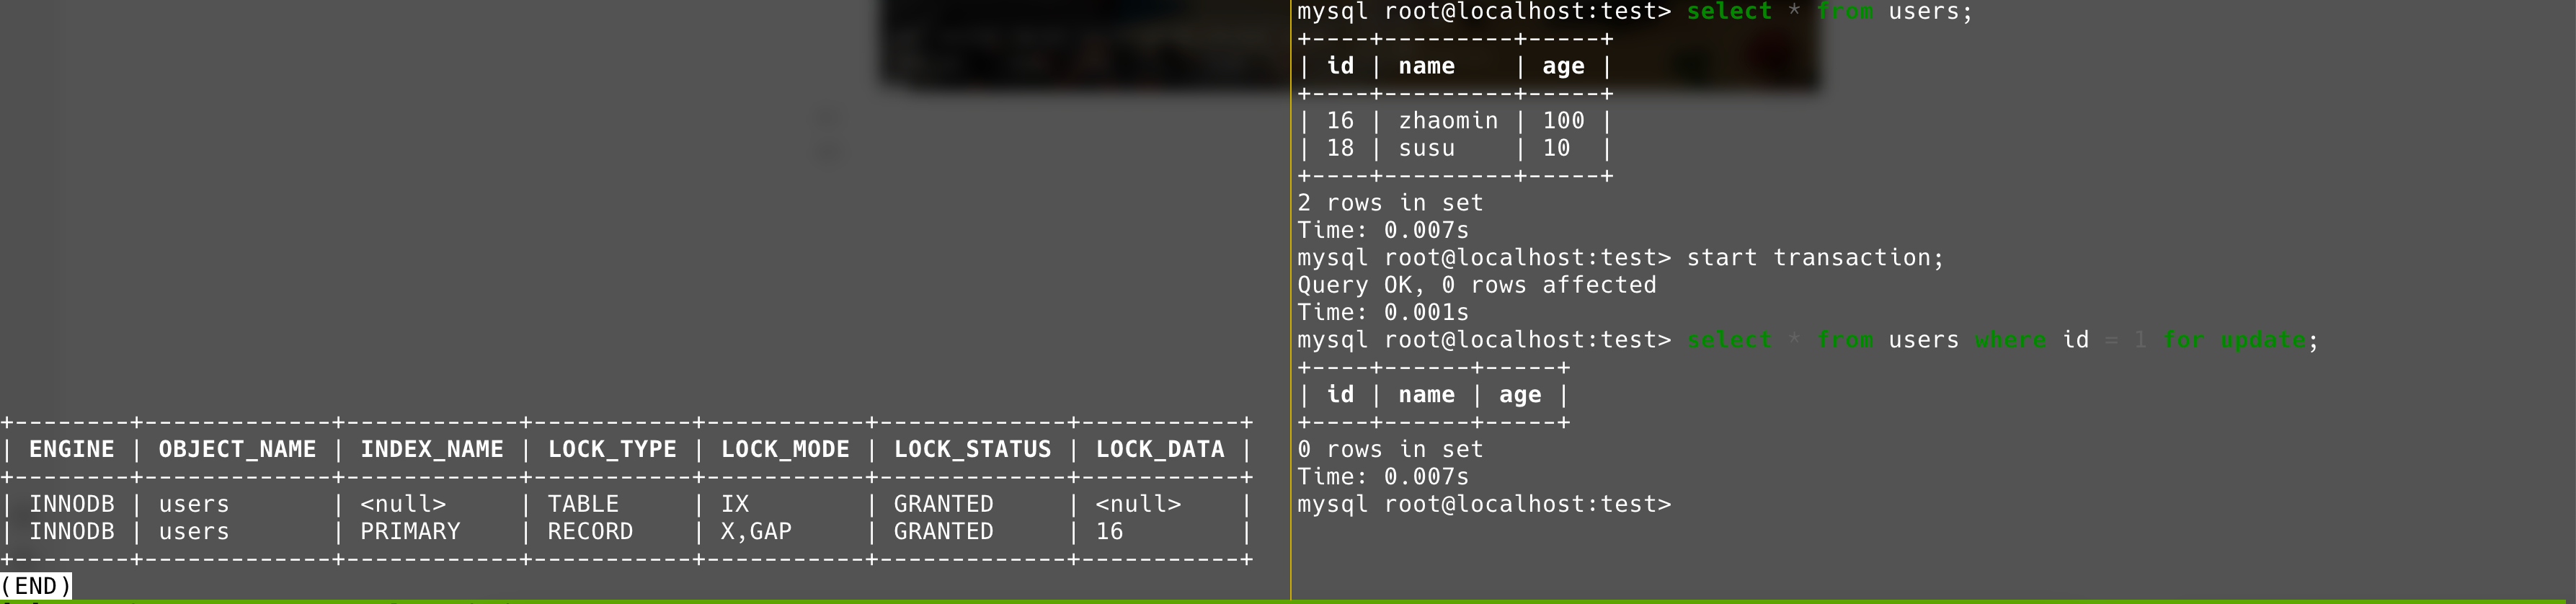 mysql root@localhost:test> select * from users;
+----+---------+-----+
| id | name    | age |
+----+---------+-----+
| 16 | zhaomin | 100 |
| 18 | susu    | 10  |
+----+---------+-----+
2 rows in set
Time: 0.007s
mysql root@localhost:test> start transaction;
Query OK, 0 rows affected
Time: 0.001s
mysql root@localhost:test> select * from users where id = 1 for update;
+----+------+-----+
| id | name | age |
+----+------+-----+
0 rows in set
Time: 0.007s
mysql root@localhost:test>
+--------+-------------+------------+-----------+-----------+-------------+-----------+
| ENGINE | OBJECT_NAME | INDEX_NAME | LOCK_TYPE | LOCK_MODE | LOCK_STATUS | LOCK_DATA |
+--------+-------------+------------+-----------+-----------+-------------+-----------+
| INNODB | users       | <null>     | TABLE     | IX        | GRANTED     | <null>    |
| INNODB | users       | PRIMARY    | RECORD    | X,GAP     | GRANTED     | 16        |
+--------+-------------+------------+-----------+-----------+-------------+-----------+
(END)